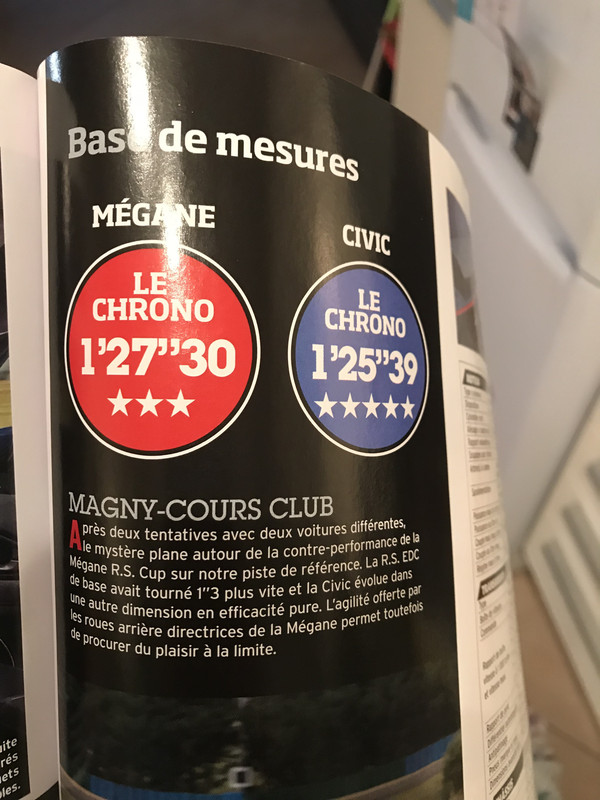 Base de mesures
MÉGANE
LE
CHRONO
1'27"30
★★★
CIVIC
LE
CHRONO
1'25"39
★★★★★
MAGNY-COURS CLUB
Après deux tentatives avec deux voitures différentes,
le mystère plane autour de la contre-performance de la
Mégane R.S. Cup sur notre piste de référence. La R.S. EDC
de base avait tourné 1"3 plus vite et la Civic évolue dans
une autre dimension en efficacité pure. L'agilité offerte par
les roues arrière directrices de la Mégane permet toutefois
de procurer du plaisir à la limite.